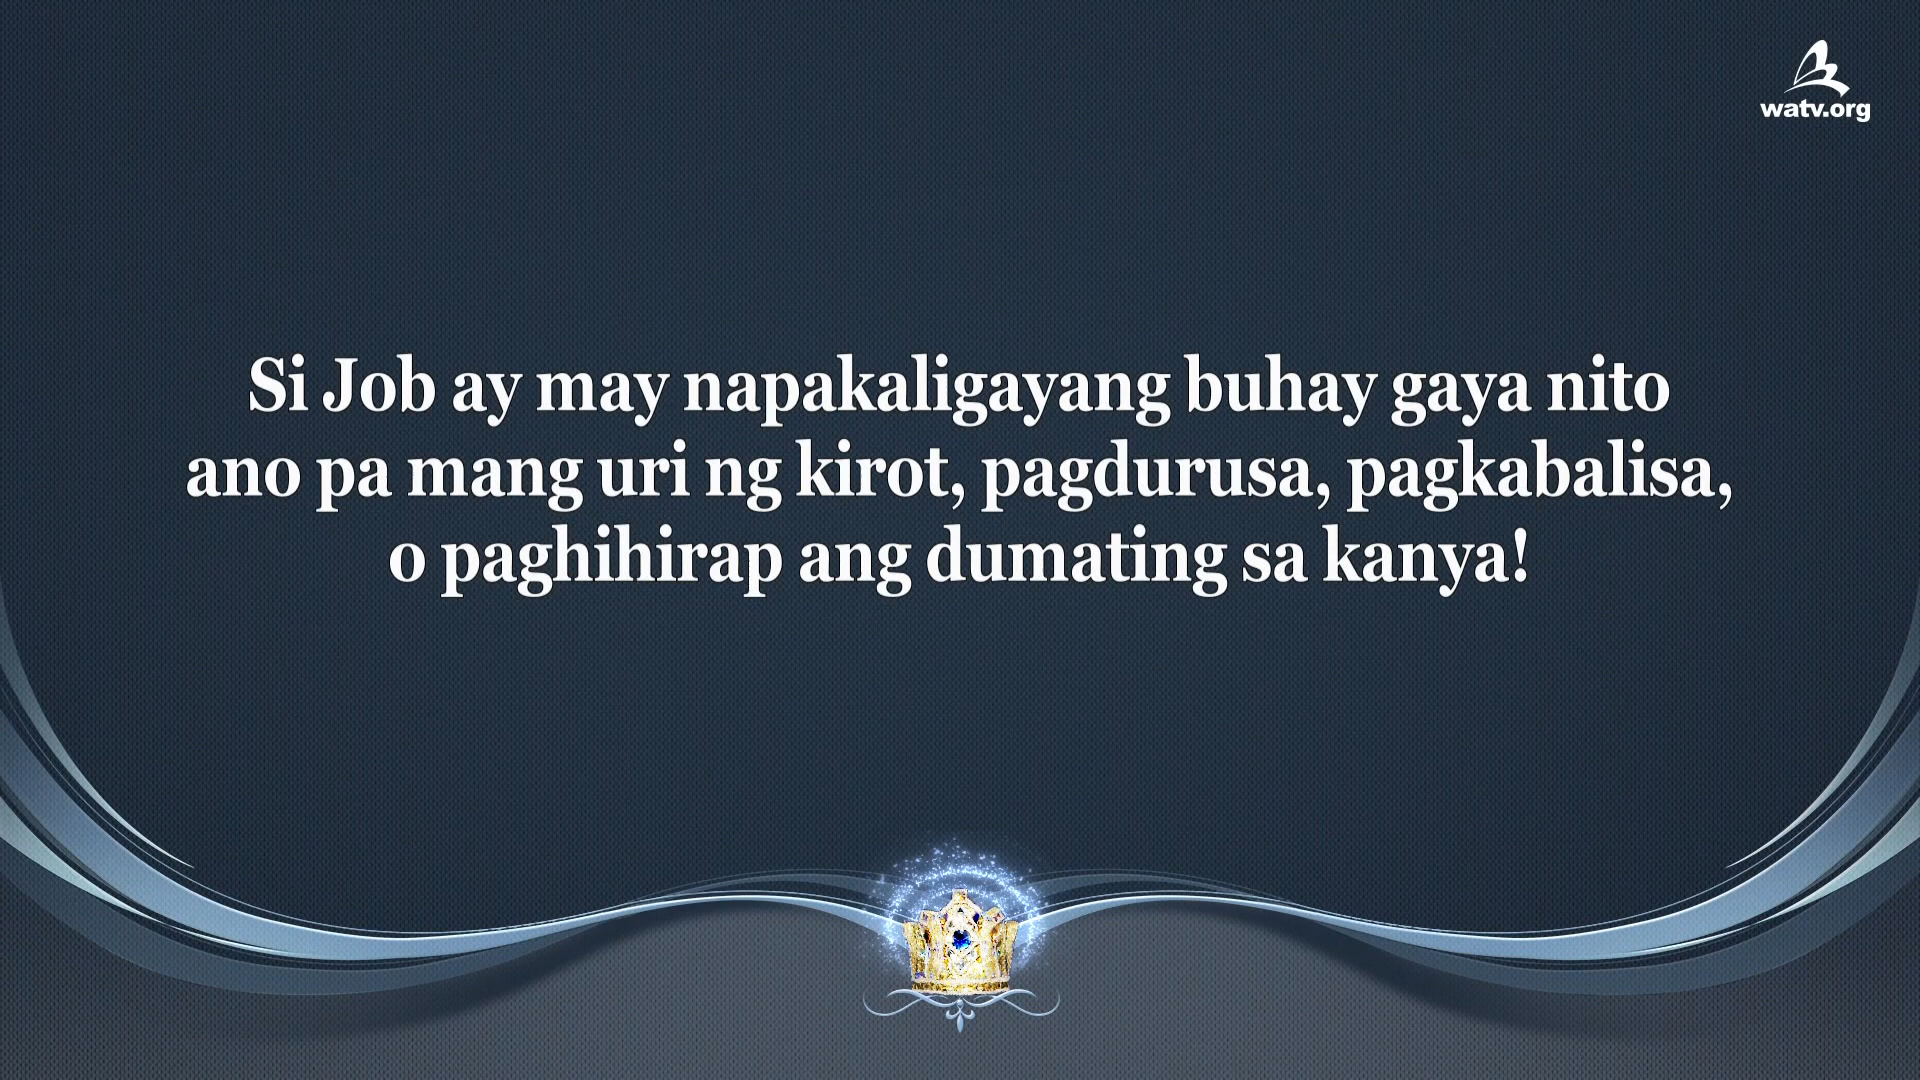 watv.org
Si Job ay may napakaligayang buhay gaya nito
ano pa mang uri ng kirot, pagdurusa, pagkabalisa,
o paghihirap ang dumating sa kanya!